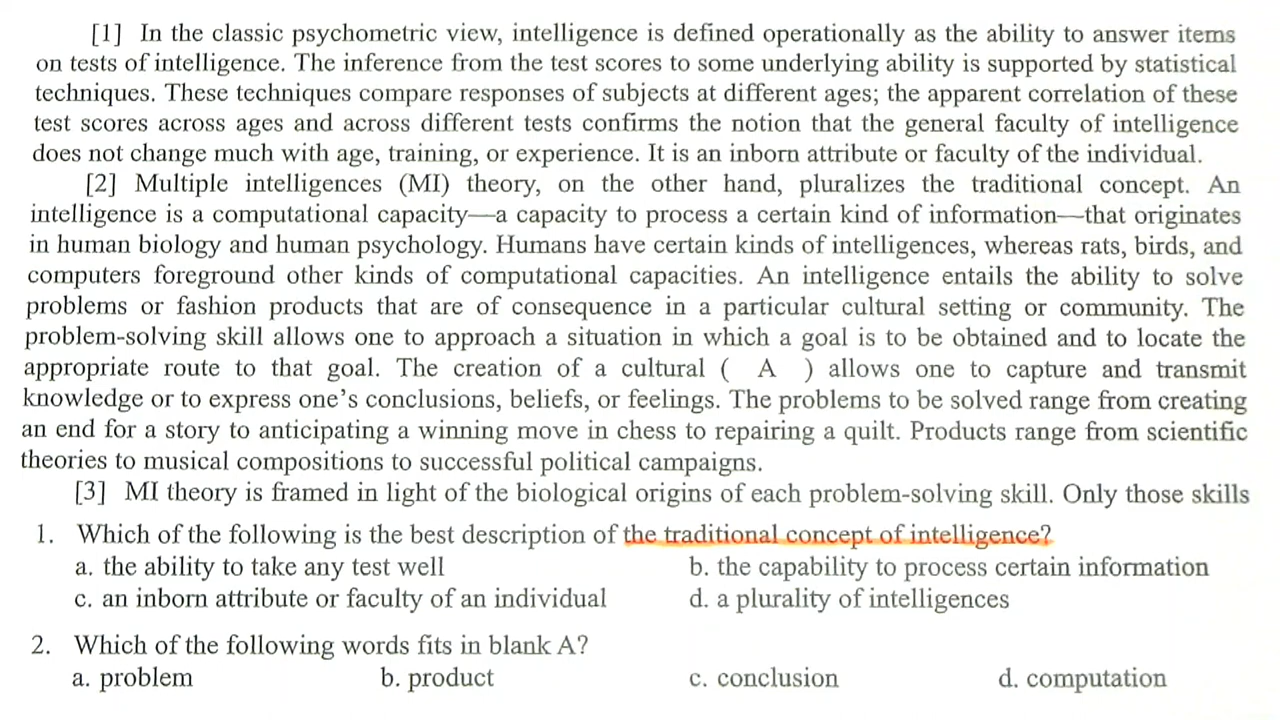 [1] In the classic psychometric view, intelligence is defined operationally as the ability to answer items
on tests of intelligence. The inference from the test scores to some underlying ability is supported by statistical
techniques. These techniques compare responses of subjects at different ages; the apparent correlation of these
test scores across ages and across different tests confirms the notion that the general faculty of intelligence
does not change much with age, training, or experience. It is an inborn attribute or faculty of the individual.
[2] Multiple intelligences (MI) theory, on the other hand, pluralizes the traditional concept. An
intelligence is a computational capacity—a capacity to process a certain kind of information—that originates
in human biology and human psychology. Humans have certain kinds of intelligences, whereas rats, birds, and
computers foreground other kinds of computational capacities. An intelligence entails the ability to solve
problems or fashion products that are of consequence in a particular cultural setting or community. The
problem-solving skill allows one to approach a situation in which a goal is to be obtained and to locate the
appropriate route to that goal. The creation of a cultural ( A ) allows one to capture and transmit
knowledge or to express one's conclusions, beliefs, or feelings. The problems to be solved range from creating
an end for a story to anticipating a winning move in chess to repairing a quilt. Products range from scientific
theories to musical compositions to successful political campaigns.
[3] MI theory is framed in light of the biological origins of each problem-solving skill. Only those skills
1. Which of the following is the best description of the traditional concept of intelligence?
a. the ability to take any test well b. the capability to process certain information
c. an inborn attribute or faculty of an individual d. a plurality of intelligences
2. Which of the following words fits in blank A?
a. problem b. product c. conclusion d. computation